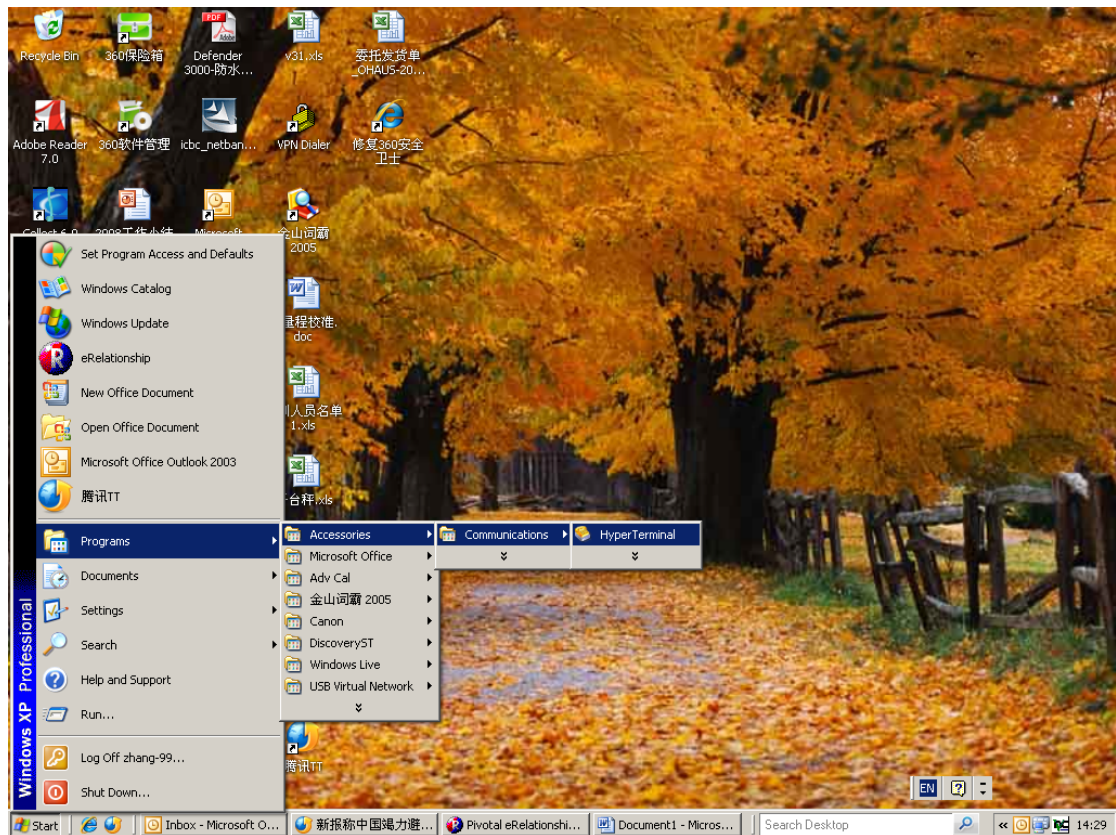 Recycle Bin
360保险箱
Defender
3000-防水...
v31.xls
委托发货单
_OHAUS-20...
Adobe Reader
7.0
360软件管理
icbc_netban...
VPN Dialer
修复360安全
卫士
金山词霸
2005
Set Program Access and Defaults
Windows Catalog
Windows Update
eRelationship
New Office Document
Open Office Document
Microsoft Office Outlook 2003
腾讯TT
量程校准.
doc
人员名单
1.xls
台秤.xls
Programs
Documents
Settings
Search
Help and Support
Run...
Log Off zhang-99...
Shut Down...
Windows XP Professional
Accessories
Microsoft Office
Adv Cal
金山词霸 2005
Canon
DiscoveryST
Windows Live
USB Virtual Network
Communications
HyperTerminal
腾讯TT
EN
Start
Inbox - Microsoft O...
新报称中国竭力避...
Pivotal eRelationshi...
Document1 - Micros...
Search Desktop
14:29